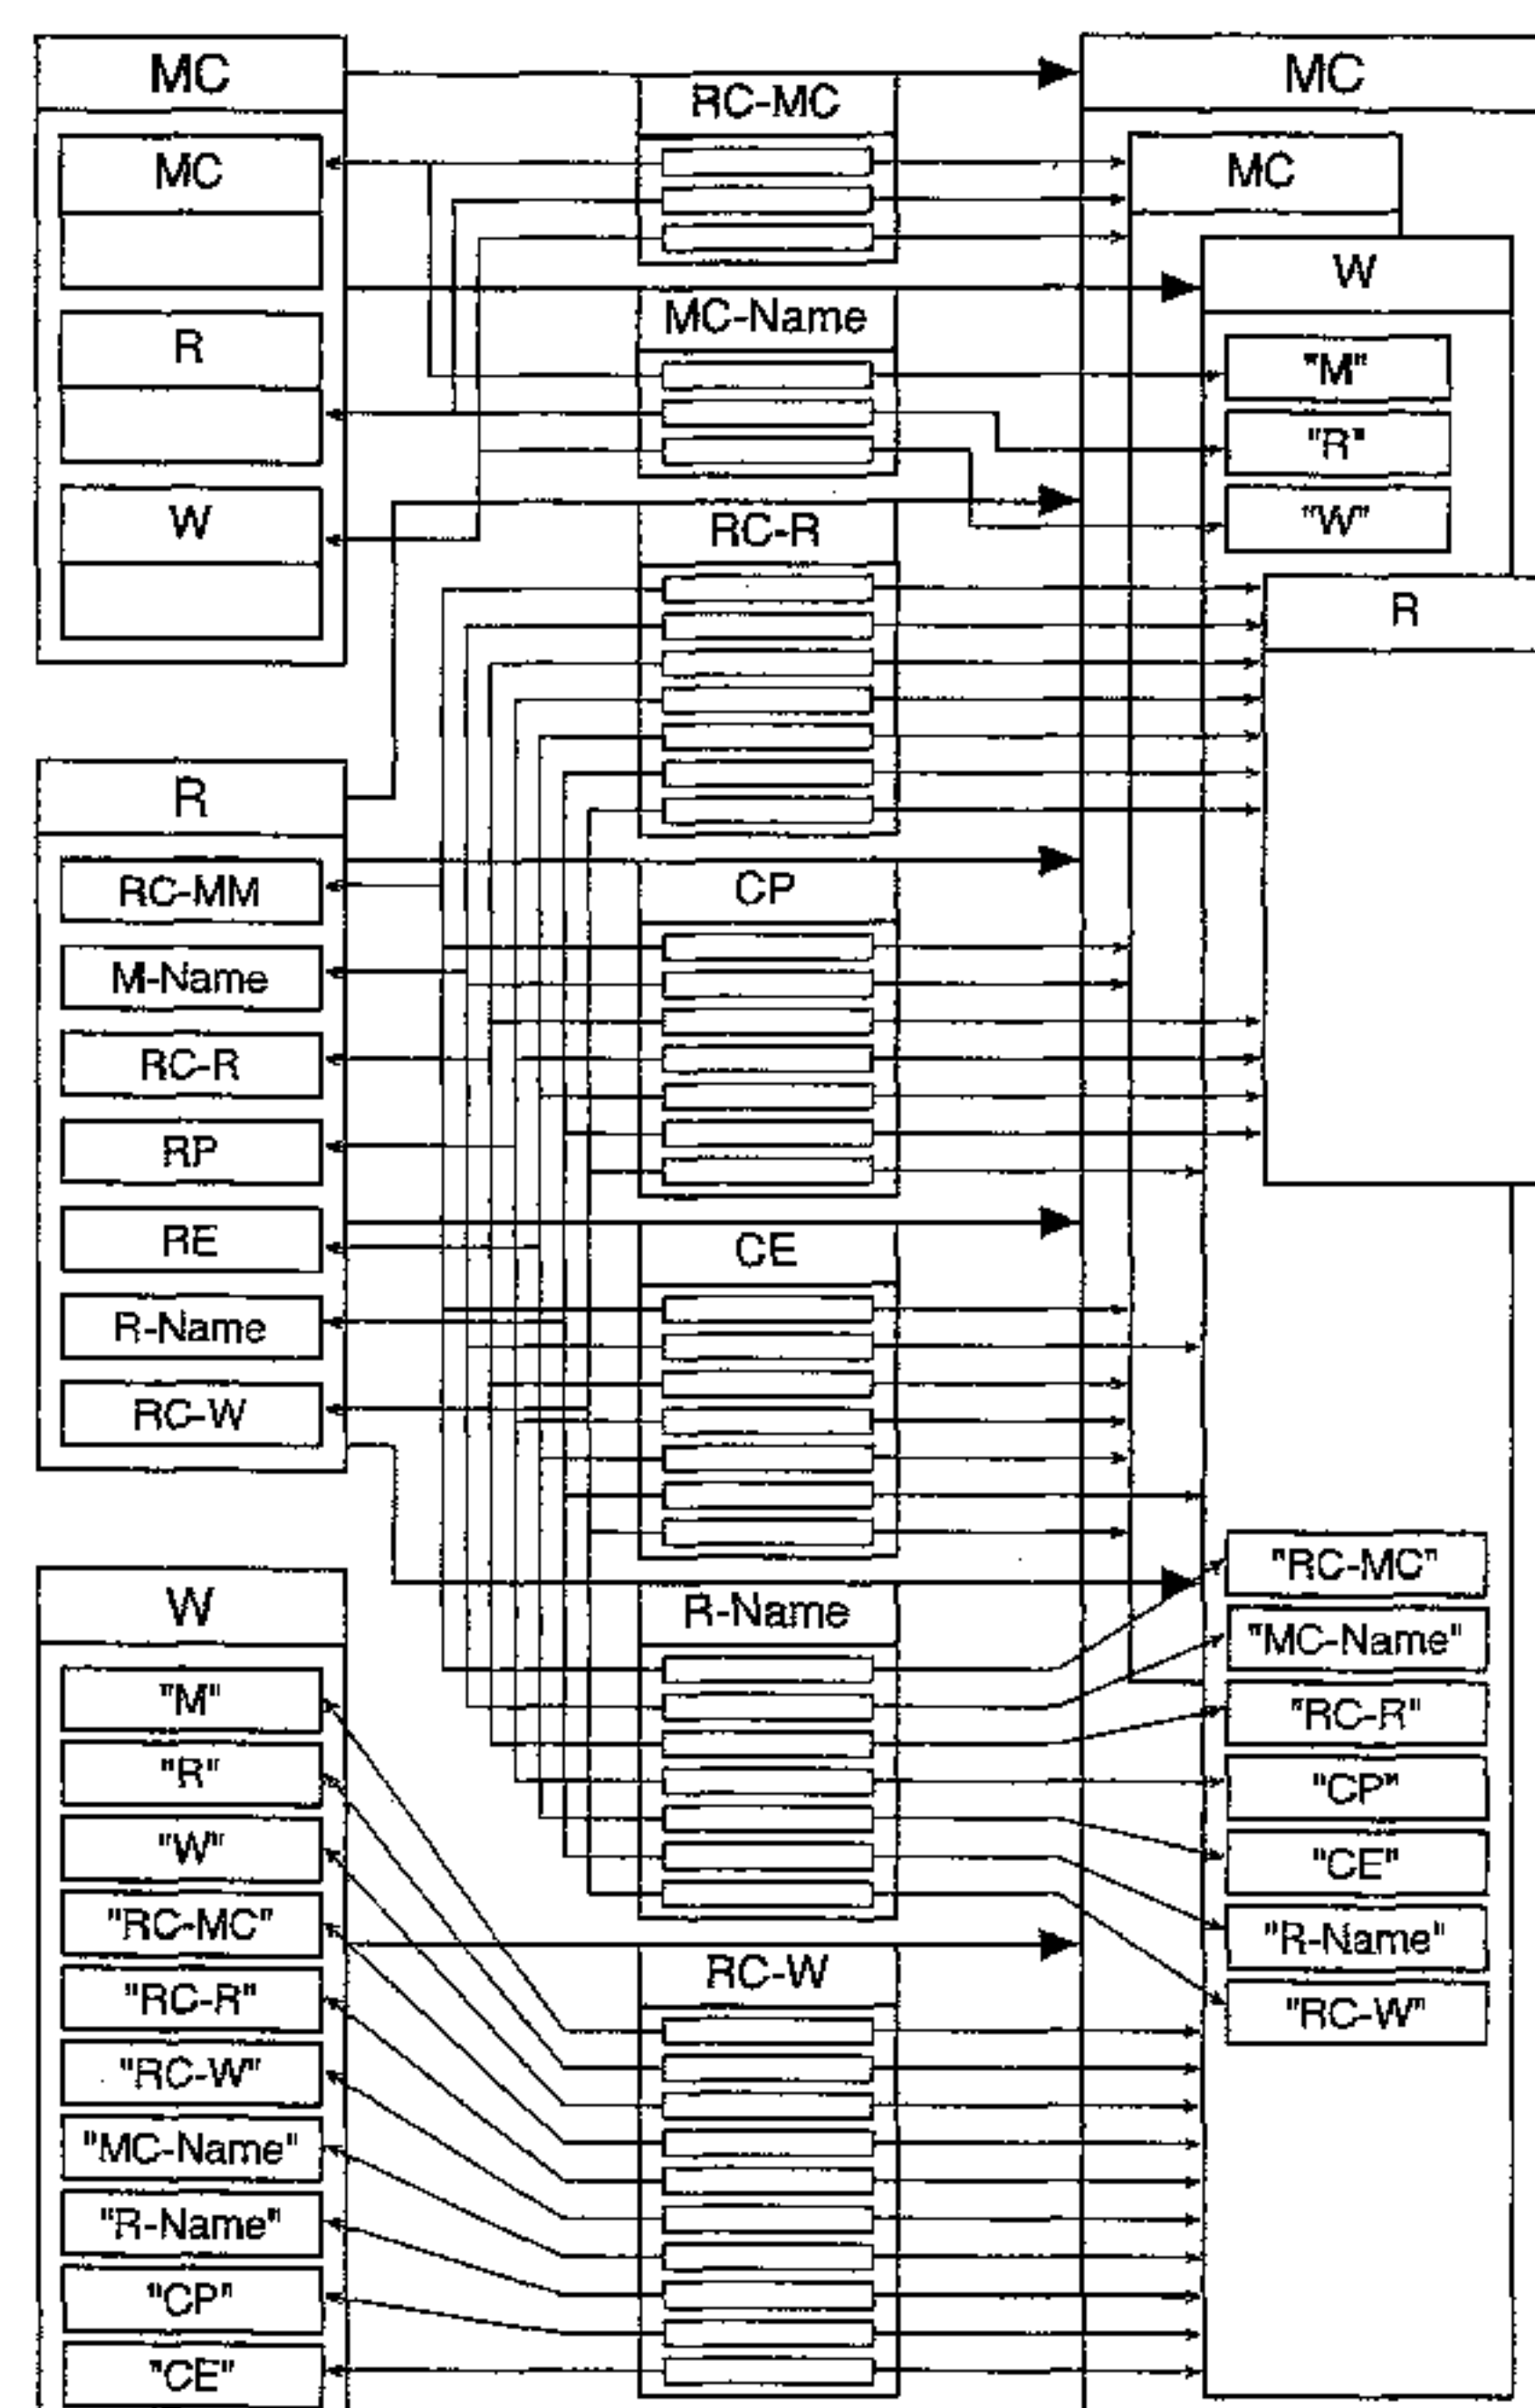 MC
MC
R
W
R
RC-MM
M-Name
RC-R
RP
RE
R-Name
RC-W
W
"M"
"R"
"W"
"RC-MC"
"RC-R"
"RC-W"
"MC-Name"
"R-Name"
"CP"
"CE"
RC-MC
MC-Name
RC-R
CP
CE
R-Name
RC-W
MC
MC
W
"M"
"R"
"W"
R
"RC-MC"
"MC-Name"
"RC-R"
"CP"
"CE"
"R-Name"
"RC-W"